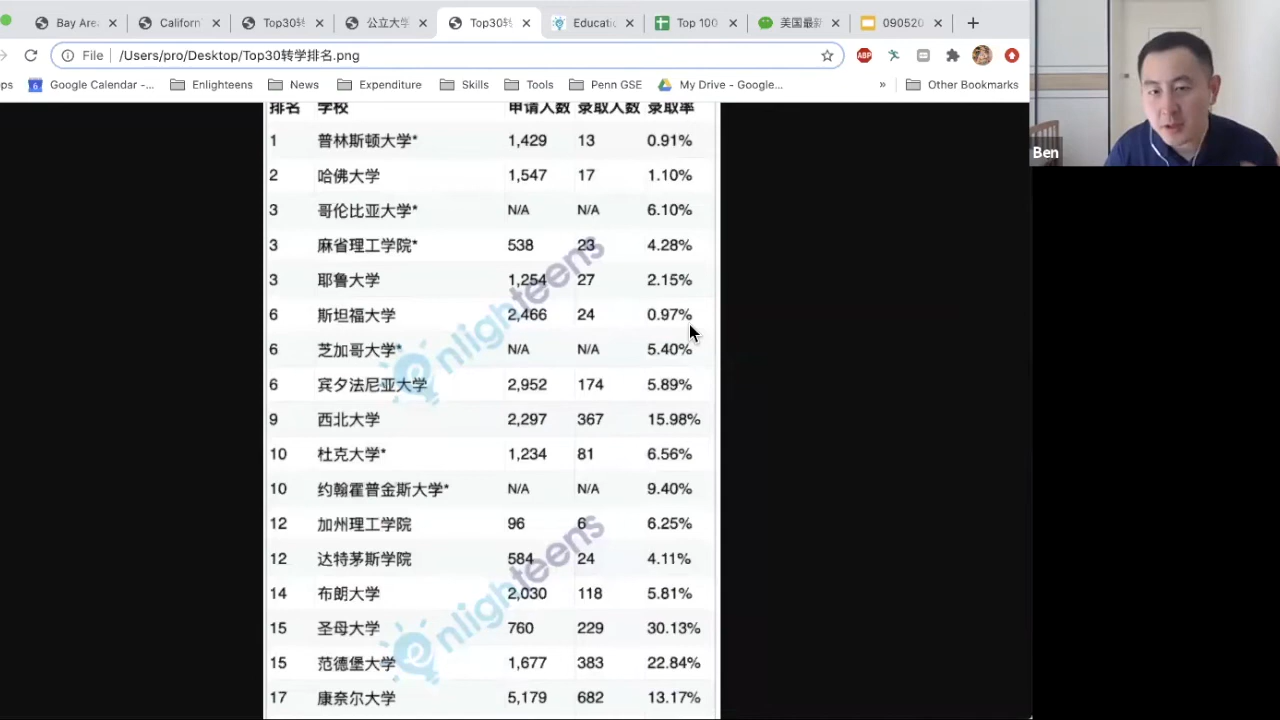 Bay Are
Californ
Top30转
公立大学
Top30转
Educati
Top 100
美国最新
090520
File /Users/pro/Desktop/Top30转学排名.png
ABP
ps
6 Google Calendar -...
Enlighteens
News
Expenditure
Skills
Tools
Penn GSE
My Drive - Google...
» Other Bookmarks
Ben
排名 学校 申请人数 录取人数 录取率
1 普林斯顿大学* 1,429 13 0.91%
2 哈佛大学 1,547 17 1.10%
3 哥伦比亚大学* N/A N/A 6.10%
3 麻省理工学院* 538 23 4.28%
3 耶鲁大学 1,254 27 2.15%
6 斯坦福大学 2,466 24 0.97%
6 芝加哥大学* N/A N/A 5.40%
6 宾夕法尼亚大学 2,952 174 5.89%
9 西北大学 2,297 367 15.98%
10 杜克大学* 1,234 81 6.56%
10 约翰霍普金斯大学* N/A N/A 9.40%
12 加州理工学院 96 6 6.25%
12 达特茅斯学院 584 24 4.11%
14 布朗大学 2,030 118 5.81%
15 圣母大学 760 229 30.13%
15 范德堡大学 1,677 383 22.84%
17 康奈尔大学 5,179 682 13.17%
enlighteens
enlighteens